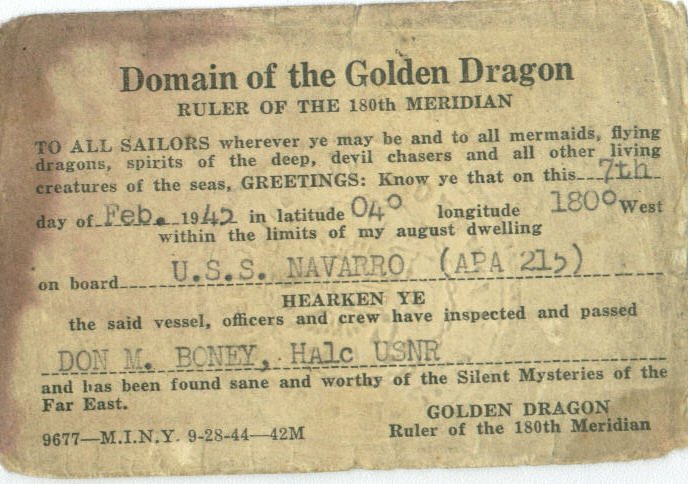 Domain of the Golden Dragon
RULER OF THE 180th MERIDIAN
TO ALL SAILORS wherever ye may be and to all mermaids, flying
dragons, spirits of the deep, devil chasers and all other living
creatures of the seas, GREETINGS: Know ye that on this 7th
day of Feb. 1945 in latitude 04° longitude 180° West
within the limits of my august dwelling
on board U.S.S. NAVARRO (APA 215)
HEARKEN YE
the said vessel, officers and crew have inspected and passed
DON M. BONEY, HA1c USNR
and has been found sane and worthy of the Silent Mysteries of the
Far East.
GOLDEN DRAGON
9677—M.I.N.Y. 9-28-44—42M Ruler of the 180th Meridian